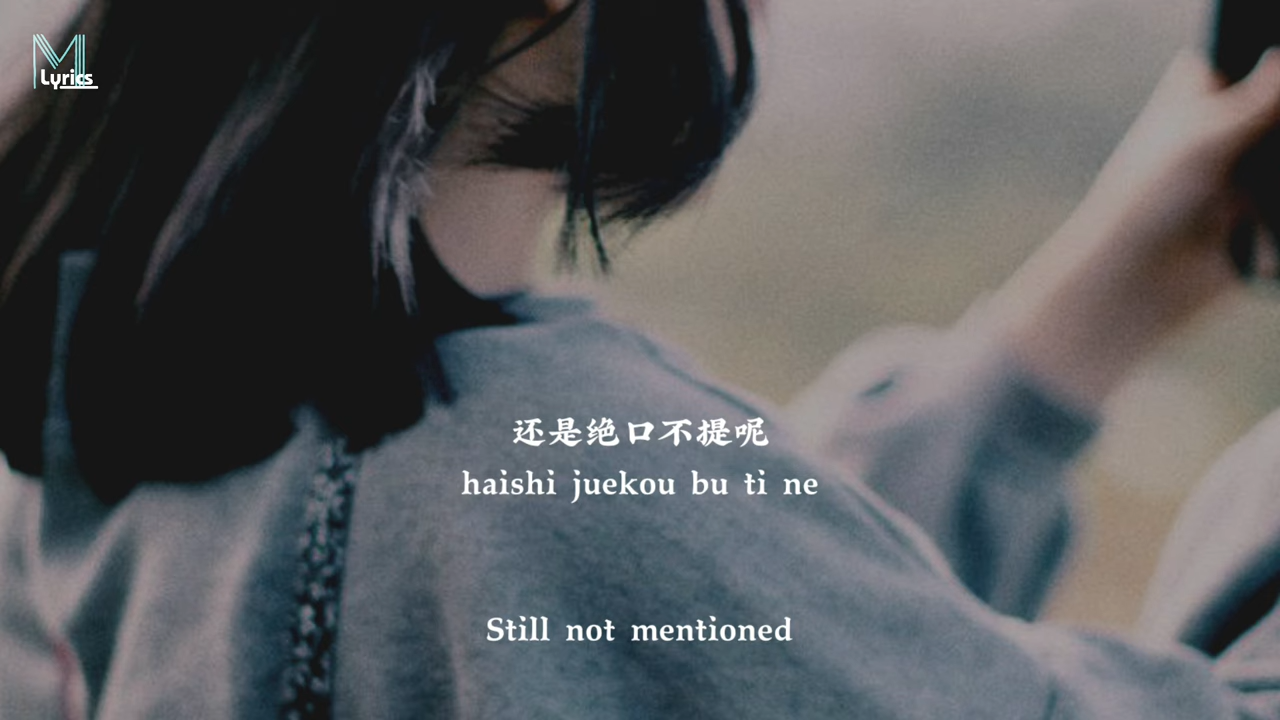 M
Lyrics
还是绝口不提呢
haishi juekou bu ti ne
Still not mentioned